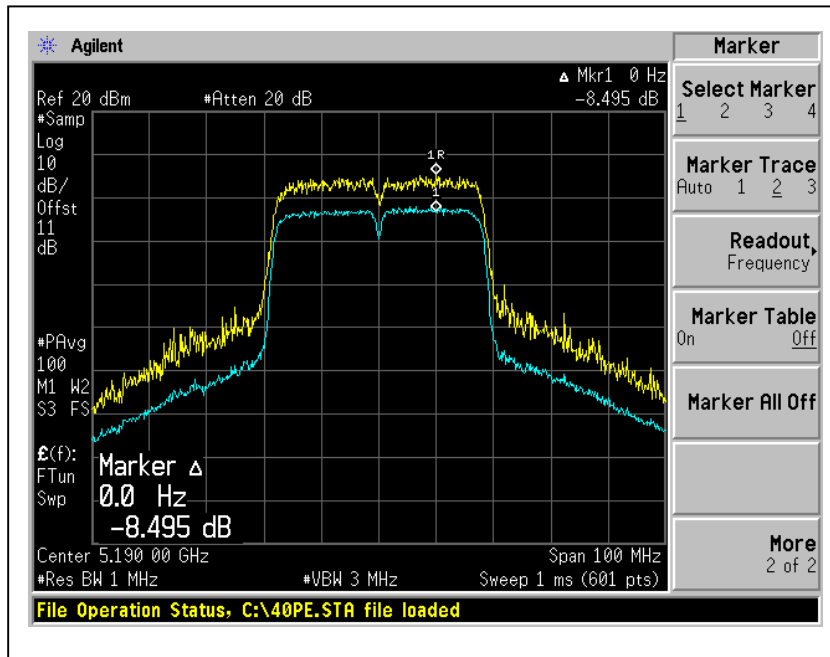 Agilent
Marker
Δ Mkr1 0 Hz
Ref 20 dBm #Atten 20 dB -8.495 dB
#Samp
Log
10
dB/
Offst
11
dB
1R
1
#PAvg
100
M1 W2
S3 FS
£(f):
FTun
Swp
Marker Δ
0.0 Hz
-8.495 dB
Center 5.190 00 GHz Span 100 MHz
#Res BW 1 MHz #VBW 3 MHz Sweep 1 ms (601 pts)
File Operation Status, C:\40PE.STA file loaded
Select Marker
1 2 3 4
Marker Trace
Auto 1 2 3
Readout
Frequency
Marker Table
On Off
Marker All Off
More
2 of 2